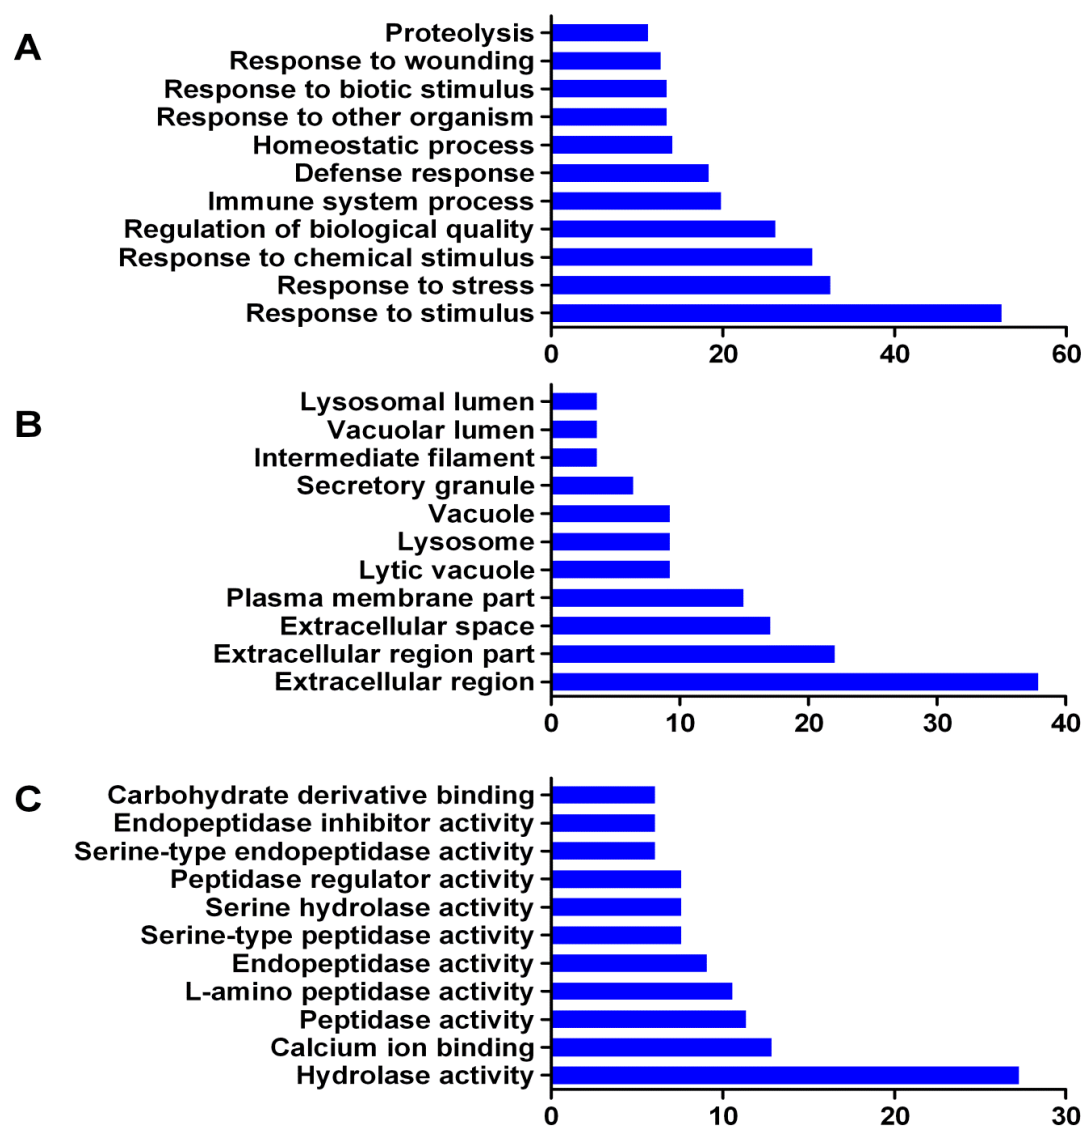 A
Proteolysis
Response to wounding
Response to biotic stimulus
Response to other organism
Homeostatic process
Defense response
Immune system process
Regulation of biological quality
Response to chemical stimulus
Response to stress
Response to stimulus
0 20 40 60
B
Lysosomal lumen
Vacuolar lumen
Intermediate filament
Secretory granule
Vacuole
Lysosome
Lytic vacuole
Plasma membrane part
Extracellular space
Extracellular region part
Extracellular region
0 10 20 30 40
C
Carbohydrate derivative binding
Endopeptidase inhibitor activity
Serine-type endopeptidase activity
Peptidase regulator activity
Serine hydrolase activity
Serine-type peptidase activity
Endopeptidase activity
L-amino peptidase activity
Peptidase activity
Calcium ion binding
Hydrolase activity
0 10 20 30